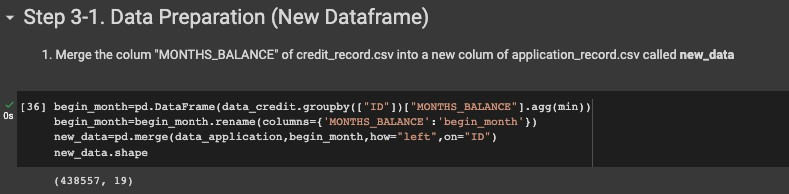 Step 3-1. Data Preparation (New Dataframe)
1. Merge the colum "MONTHS_BALANCE" of credit_record.csv into a new colum of application_record.csv called new_data
[36] begin_month=pd.DataFrame(data_credit.groupby(["ID"])["MONTHS_BALANCE"].agg(min))
0s begin_month=begin_month.rename(columns={'MONTHS_BALANCE':'begin_month'})
new_data=pd.merge(data_application,begin_month,how="left",on="ID")
new_data.shape
(438557, 19)